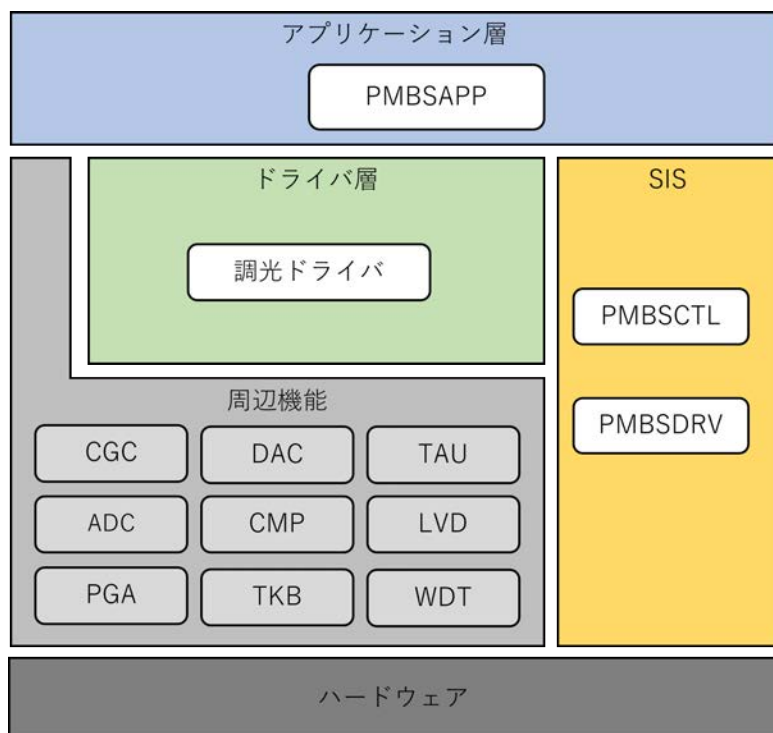 アプリケーション層
PMBSAPP
ドライバ層
調光ドライバ
SIS
PMBSCTL
PMBSDRV
周辺機能
CGC
DAC
TAU
ADC
CMP
LVD
PGA
TKB
WDT
ハードウェア